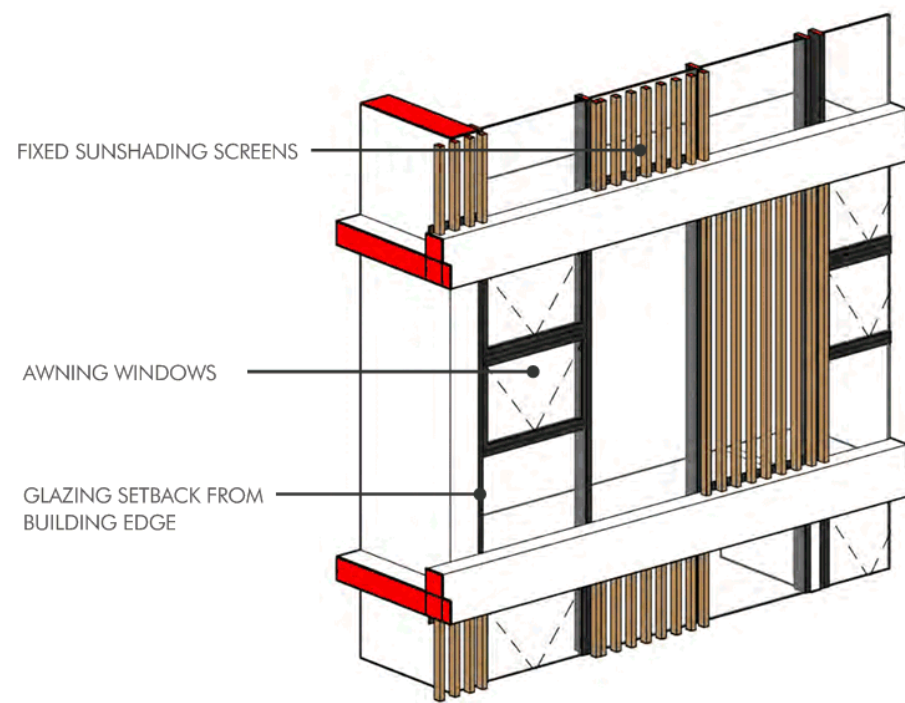 FIXED SUNSHADING SCREENS
AWNING WINDOWS
GLAZING SETBACK FROM
BUILDING EDGE